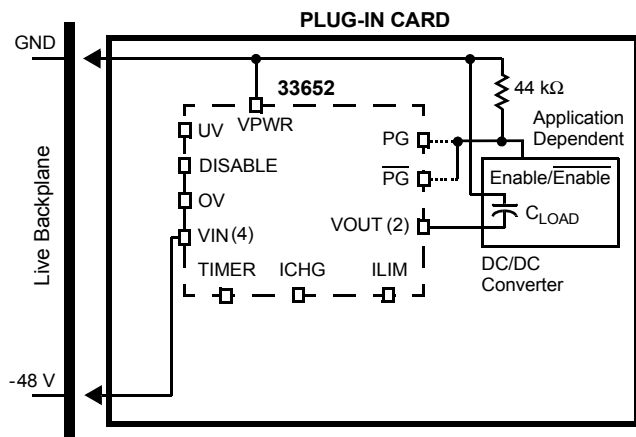 PLUG-IN CARD
GND
33652
44 kΩ
VPWR
UV
PG
Application
Dependent
DISABLE
PG
Enable/Enable
OV
VIN (4)
VOUT (2)
CLOAD
TIMER
ICHG
ILIM
DC/DC
Converter
Live Backplane
-48 V